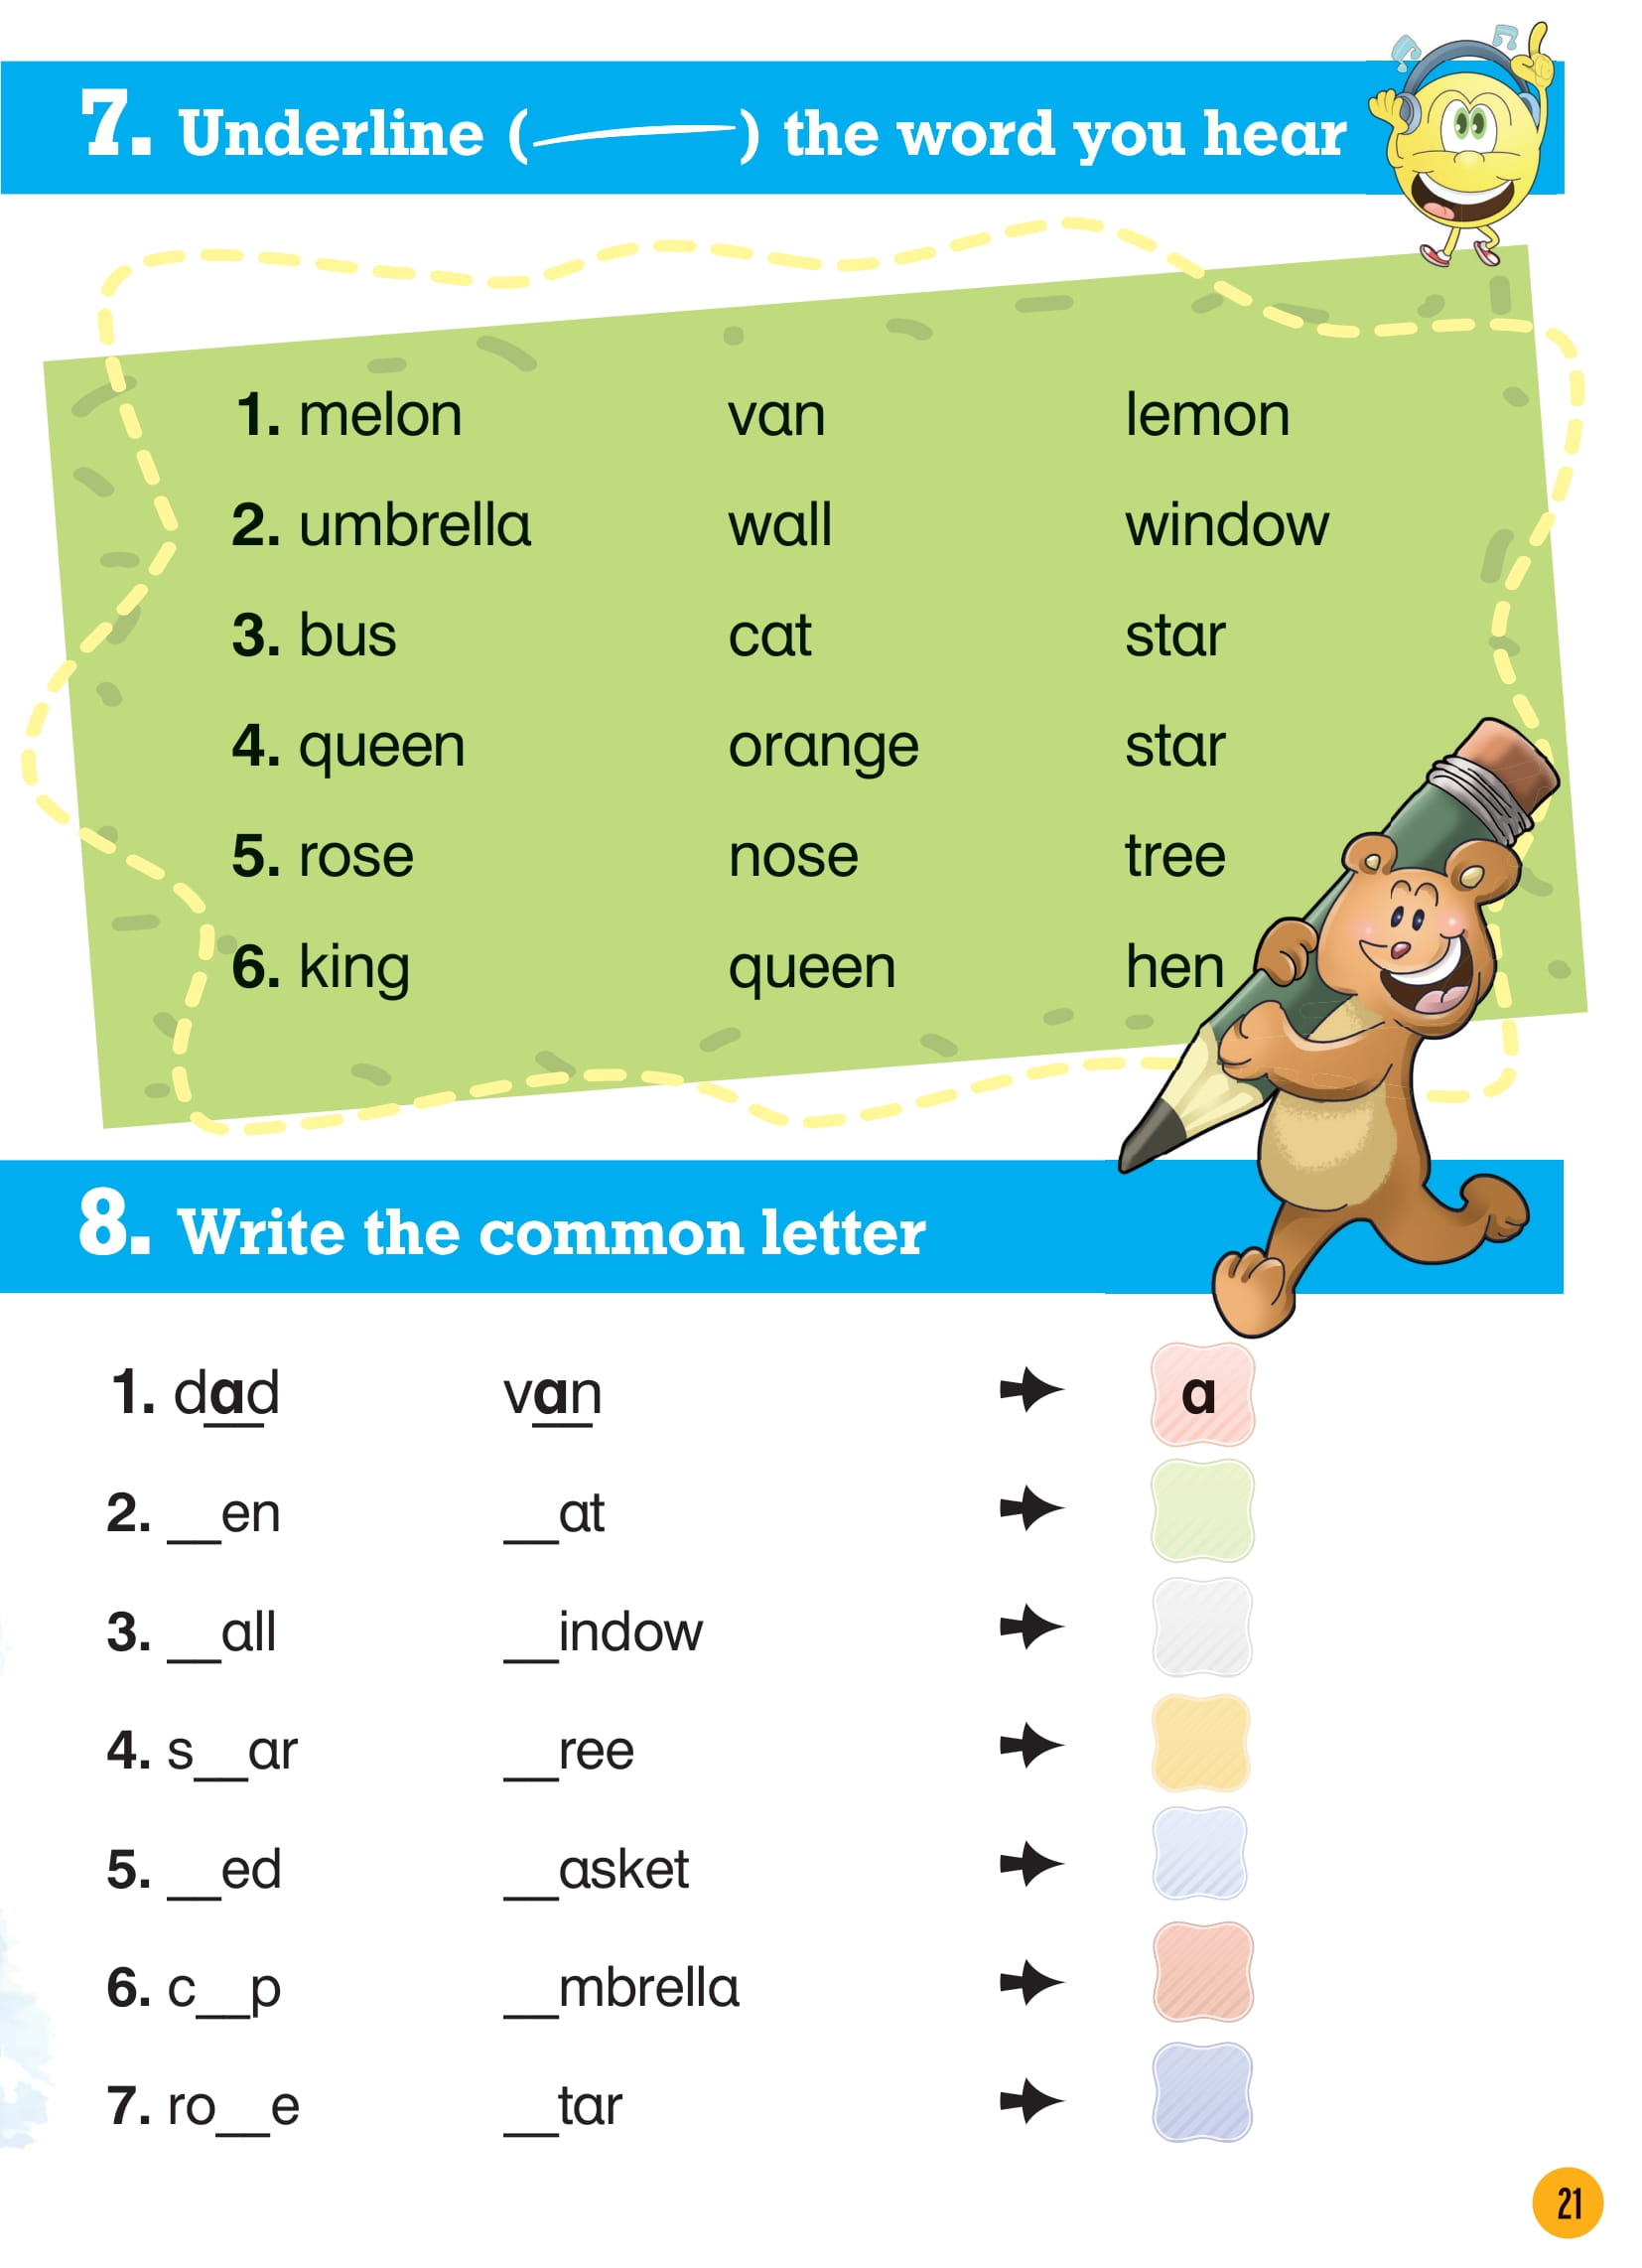 7. Underline ( ) the word you hear
1. melon van lemon
2. umbrella wall window
3. bus cat star
4. queen orange star
5. rose nose tree
6. king queen hen
8. Write the common letter
1. dad van a
2. __en __at
3. __all __indow
4. s__ar __ree
5. __ed __asket
6. c__p __mbrella
7. ro__e __tar
21